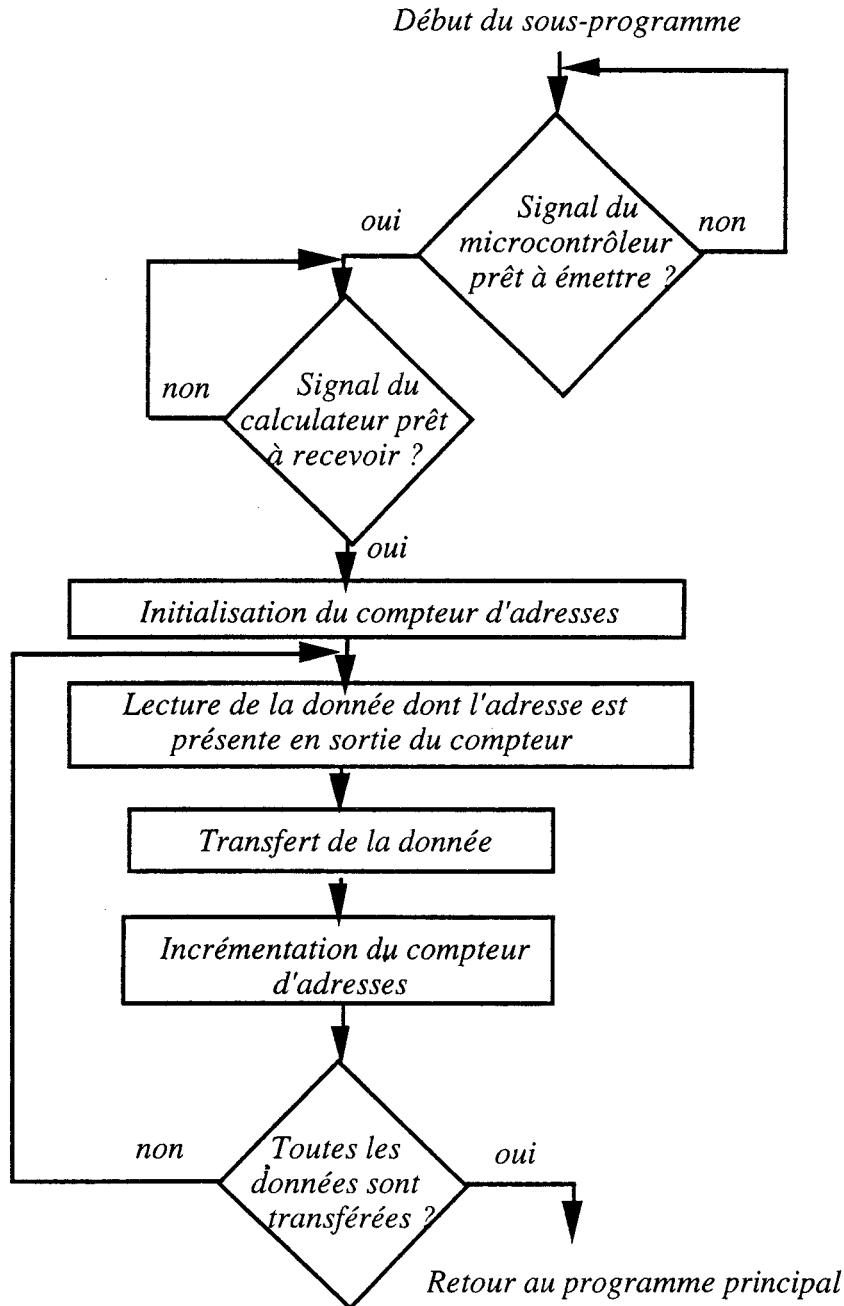 Début du sous-programme
Signal du
microcontrôleur
prêt à émettre ?
oui
non
Signal du
calculateur prêt
à recevoir ?
non
oui
Initialisation du compteur d'adresses
Lecture de la donnée dont l'adresse est
présente en sortie du compteur
Transfert de la donnée
Incrémentation du compteur
d'adresses
Toutes les
données sont
transférées ?
non
oui
Retour au programme principal